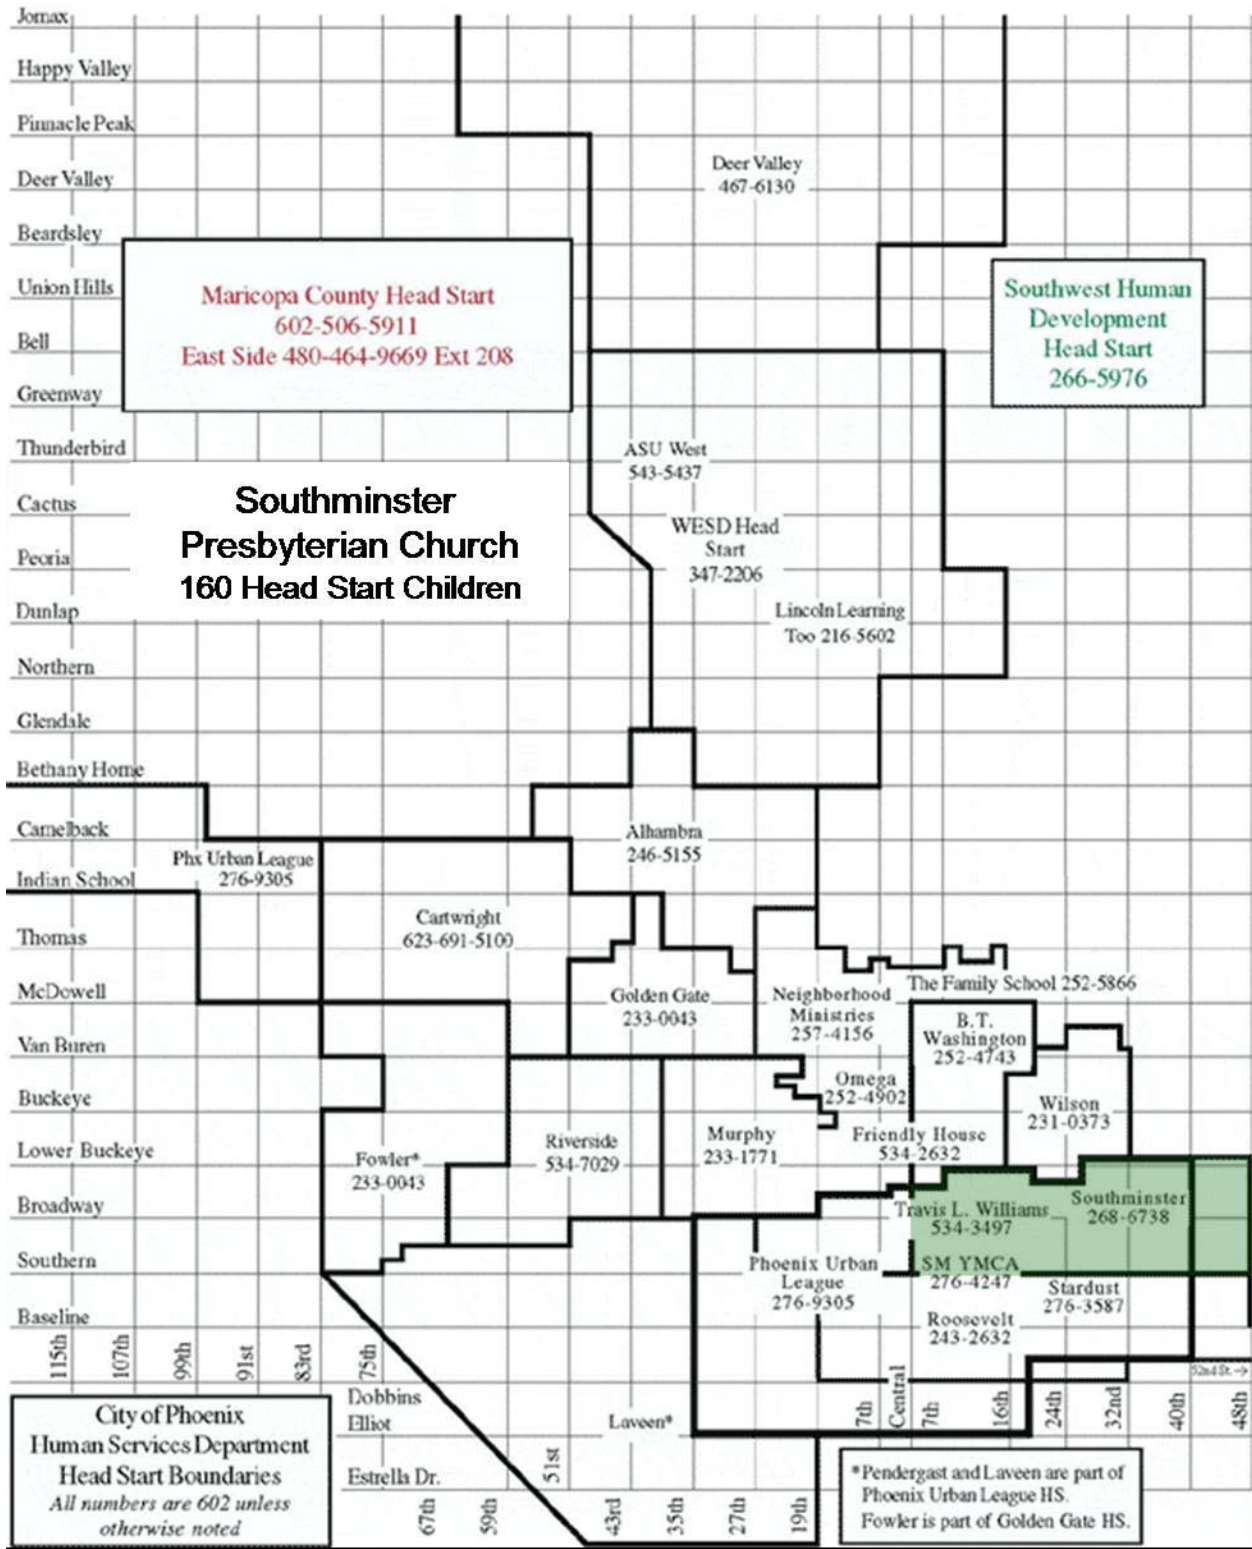 Jomax
Happy Valley
Pinnacle Peak
Deer Valley
467-6130
Deer Valley
Beardsley
Union Hills
Bell
Greenway
Maricopa County Head Start
602-506-5911
East Side 480-464-9669 Ext 208
Southwest Human
Development
Head Start
266-5976
Thunderbird
Cactus
Peoria
Dunlap
Northern
Glendale
Bethany Home
Camelback
Indian School
Thomas
McDowell
Van Buren
Buckeye
Lower Buckeye
Broadway
Southern
Baseline
ASU West
543-5437
Southminster
Presbyterian Church
160 Head Start Children
WESD Head
Start
347-2206
Lincoln Learning
Too 216-5602
Alhambra
246-5155
Phx Urban League
276-9305
Cartwright
623-691-5100
Golden Gate
233-0043
Neighborhood
Ministries
257-4156
The Family School 252-5866
B.T.
Washington
252-4743
Omega
252-4902
Wilson
231-0373
Fowler*
233-0043
Riverside
534-7029
Murphy
233-1771
Friendly House
534-2632
Travis L. Williams
534-3497
Southminster
268-6738
Phoenix Urban
League
276-9305
SM YMCA
276-4247
Stardust
276-3587
Roosevelt
243-2632
115th
107th
99th
91st
83rd
75th
Dobbins
Elliot
Estrella Dr.
67th
59th
51st
Laveen*
43rd
35th
27th
19th
7th
Central
7th
16th
24th
32nd
40th
48th
52nd St. →
City of Phoenix
Human Services Department
Head Start Boundaries
All numbers are 602 unless
otherwise noted
*Pendergast and Laveen are part of
Phoenix Urban League HS.
Fowler is part of Golden Gate HS.